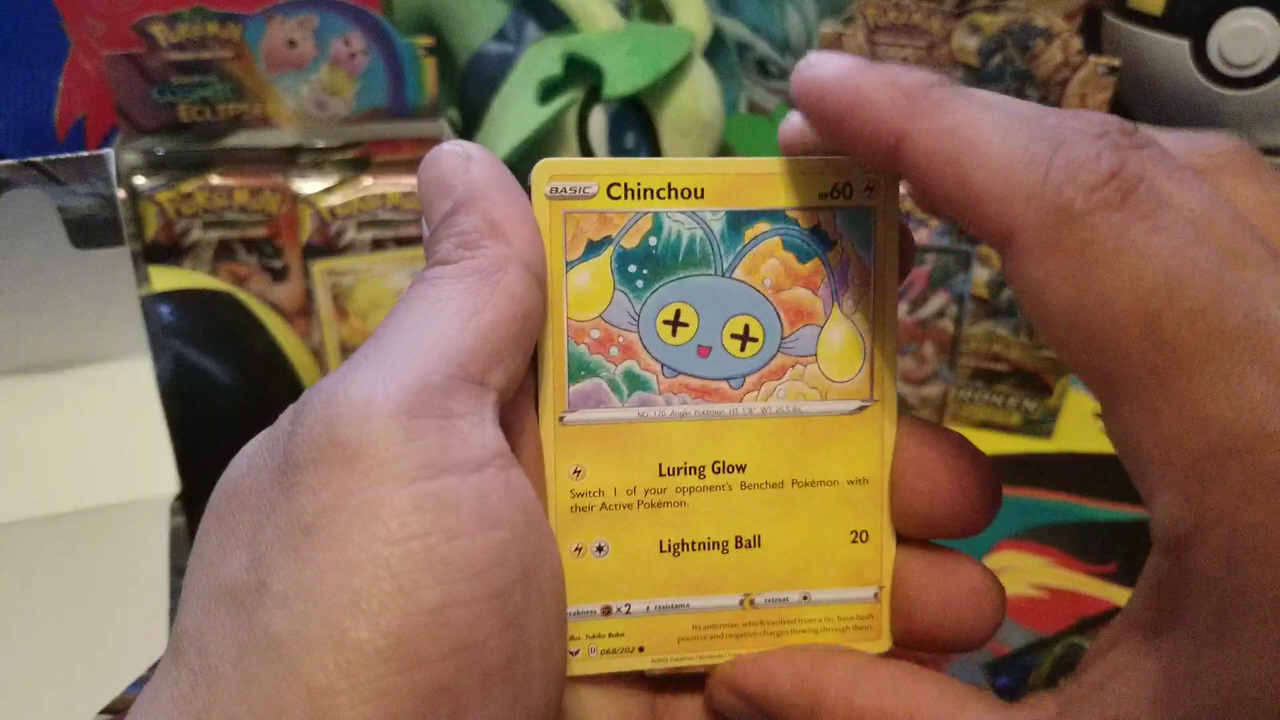 Pokémon
ECLIPSE
POKÉMON
BASIC Chinchou HP60
NO. 170 Angler Pokémon HT 1'8" WT 26.5 lbs.
Luring Glow
Switch 1 of your opponent's Benched Pokémon with
their Active Pokémon.
Lightning Ball 20
weakness ×2 resistance retreat
Its antennae, which evolved from a fin, have both
positive and negative charges flowing through them.
Illus. Yukiko Baba
D 068/202